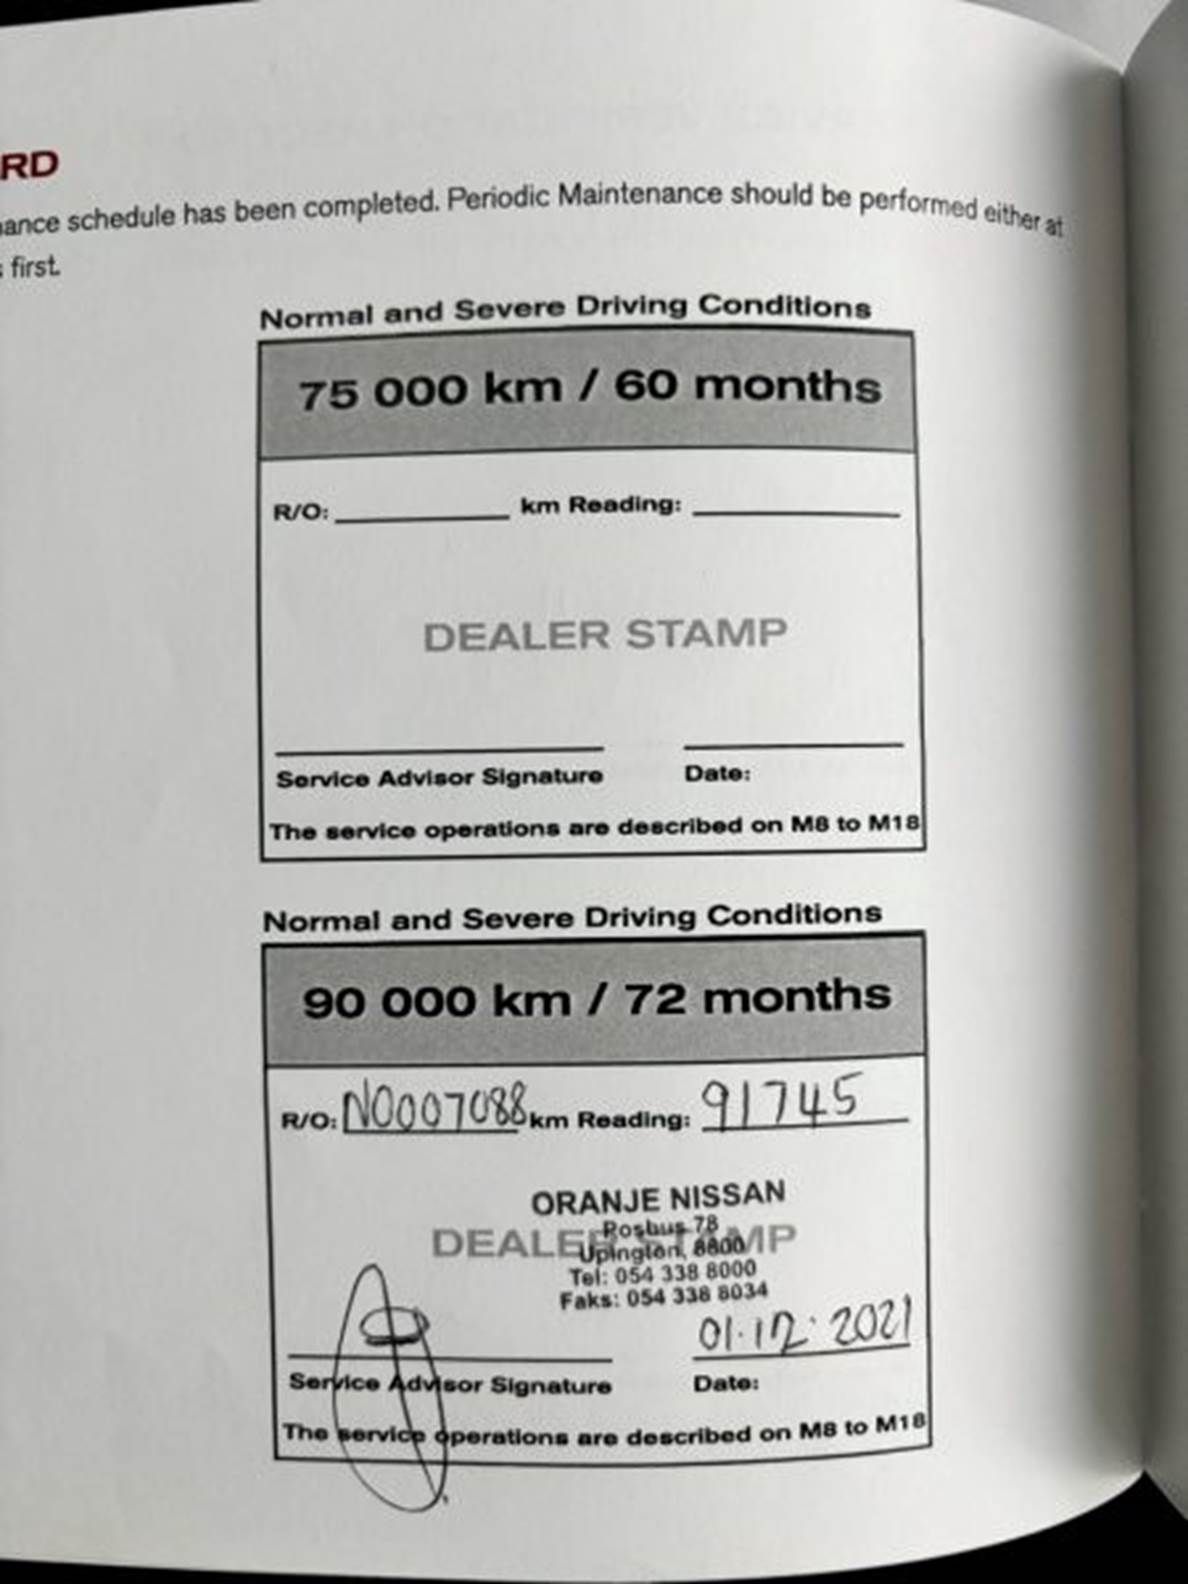 RD
ance schedule has been completed. Periodic Maintenance should be performed either at
first.
Normal and Severe Driving Conditions
75 000 km / 60 months
R/O: km Reading:
DEALER STAMP
Service Advisor Signature Date:
The service operations are described on M8 to M18
Normal and Severe Driving Conditions
90 000 km / 72 months
R/O: N0007088 km Reading: 91745
ORANJE NISSAN
Posbus 78
DEALER STAMP
Upington, 8800
Tel: 054 338 8000
Faks: 054 338 8034
01.12.2021
Service Advisor Signature Date:
The service operations are described on M8 to M18